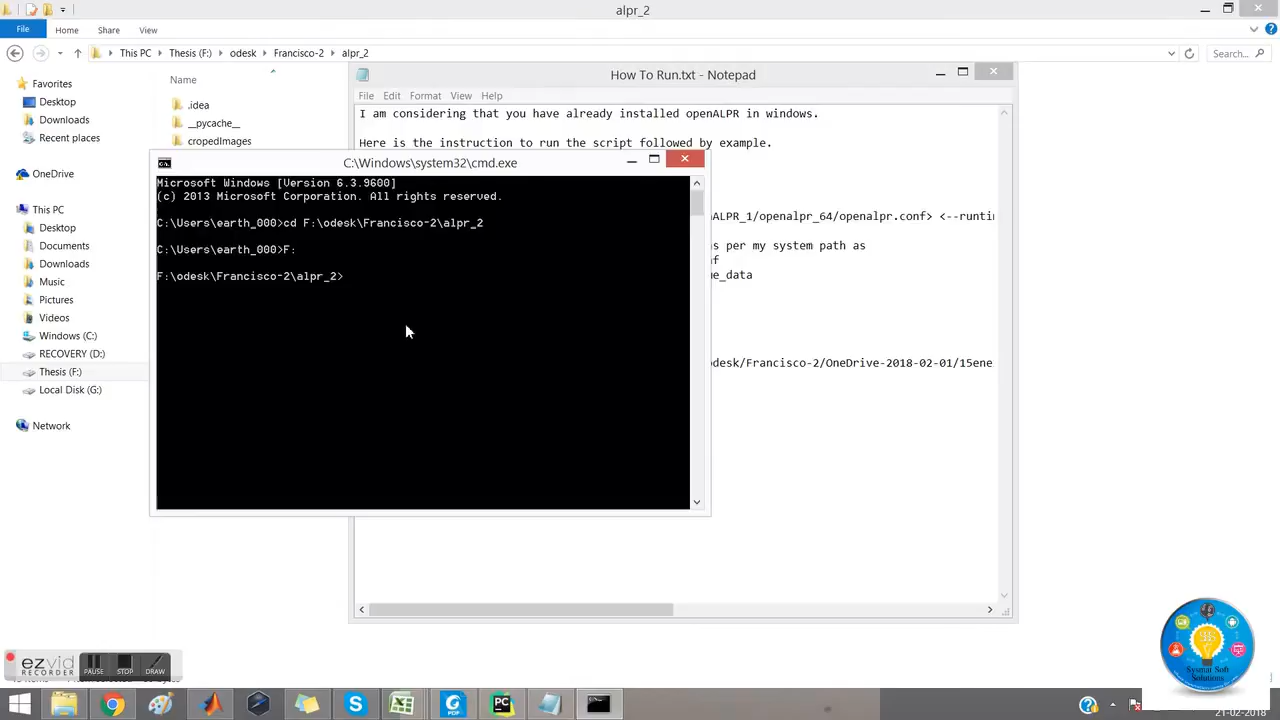 alpr_2
File Home Share View
This PC Thesis (F:) odesk Francisco-2 alpr_2
Search...
Favorites
Desktop
Downloads
Recent places
OneDrive
This PC
Desktop
Documents
Downloads
Music
Pictures
Videos
Windows (C:)
RECOVERY (D:)
Thesis (F:)
Local Disk (G:)
Network
Name
.idea
__pycache__
cropedImages
How To Run.txt - Notepad
File Edit Format View Help
I am considering that you have already installed openALPR in windows.
Here is the instruction to run the script followed by example.
ALPR_1/openalpr_64/openalpr.conf> <--runtin
s per my system path as
f
e_data
desk/Francisco-2/OneDrive-2018-02-01/15ene
C:\Windows\system32\cmd.exe
Microsoft Windows [Version 6.3.9600]
(c) 2013 Microsoft Corporation. All rights reserved.
C:\Users\earth_000>cd F:\odesk\Francisco-2\alpr_2
C:\Users\earth_000>F:
F:\odesk\Francisco-2\alpr_2>
ezvid
RECORDER
PAUSE STOP DRAW
Sysmar Soft
Solutions
21-02-2018